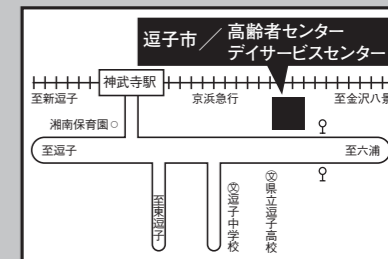 逗子市／高齢者センター
デイサービスセンター
神武寺駅
至新逗子
京浜急行
至金沢八景
湘南保育園
至逗子
至六浦
至東逗子
文逗子中学校
文県立逗子高校